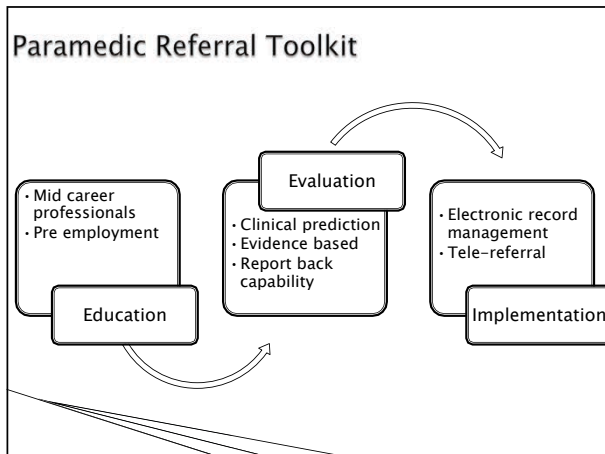 Paramedic Referral Toolkit
• Mid career
professionals
• Pre employment
Education
Evaluation
• Clinical prediction
• Evidence based
• Report back
capability
• Electronic record
management
• Tele-referral
Implementation